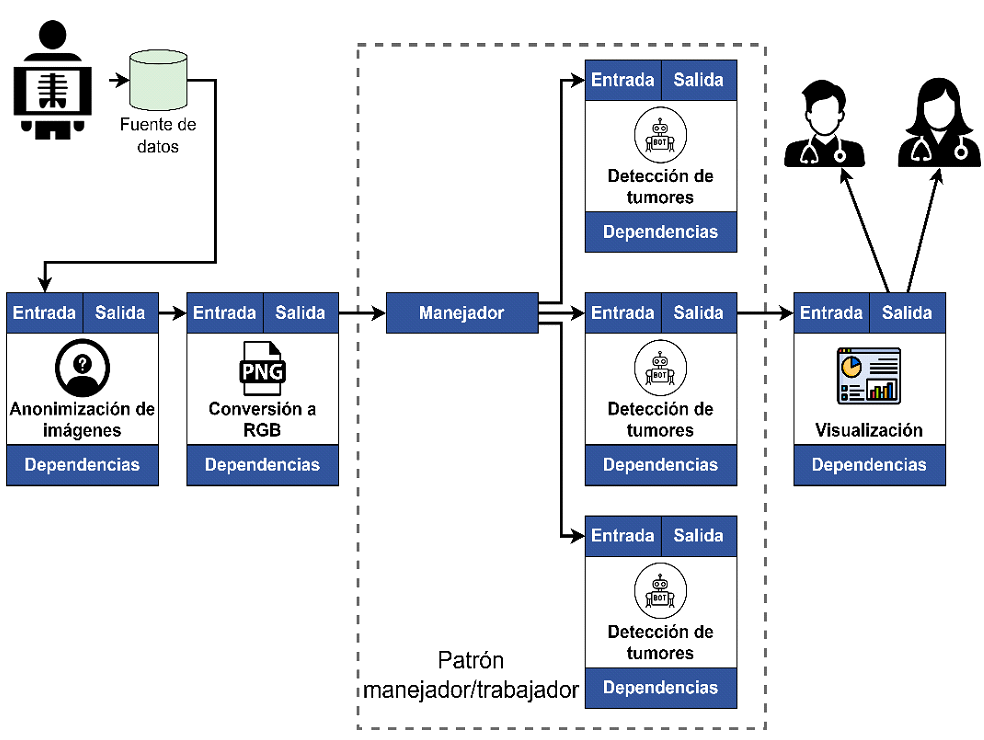 Fuente de
datos
Entrada Salida
Anonimización de
imágenes
Dependencias
Entrada Salida
PNG
Conversión a
RGB
Dependencias
Manejador
Entrada Salida
BOT
Detección de
tumores
Dependencias
Entrada Salida
BOT
Detección de
tumores
Dependencias
Entrada Salida
BOT
Detección de
tumores
Dependencias
Patrón
manejador/trabajador
Entrada Salida
Visualización
Dependencias